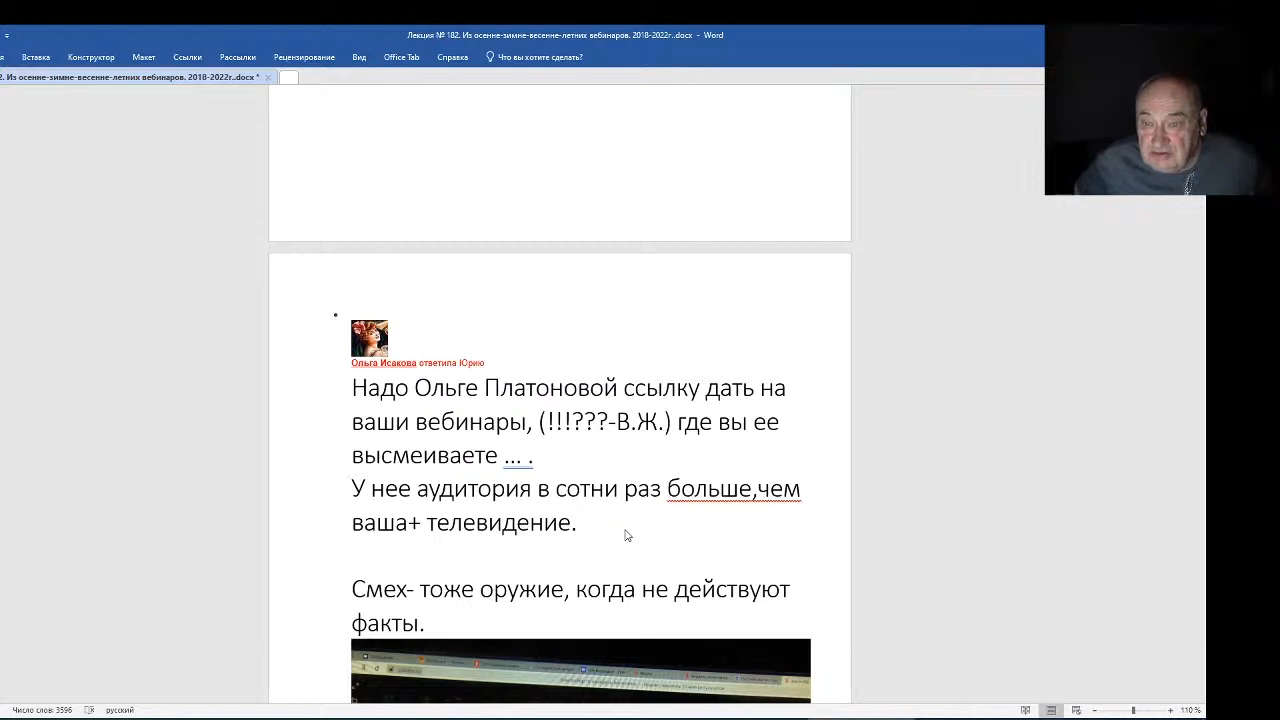 Лекция № 182. Из осенне-зимне-весенне-летних вебинаров. 2018-2022г..docx - Word
Вставка Конструктор Макет Ссылки Рассылки Рецензирование Вид Office Tab Справка Что вы хотите сделать?
2. Из осенне-зимне-весенне-летних вебинаров. 2018-2022г..docx *
Ольга Исакова ответила Юрию
Надо Ольге Платоновой ссылку дать на
ваши вебинары, (!!!???-В.Ж.) где вы ее
высмеиваете ... .
У нее аудитория в сотни раз больше,чем
ваша+ телевидение.
Смех- тоже оружие, когда не действуют
факты.
Число слов: 3596 русский 110 %